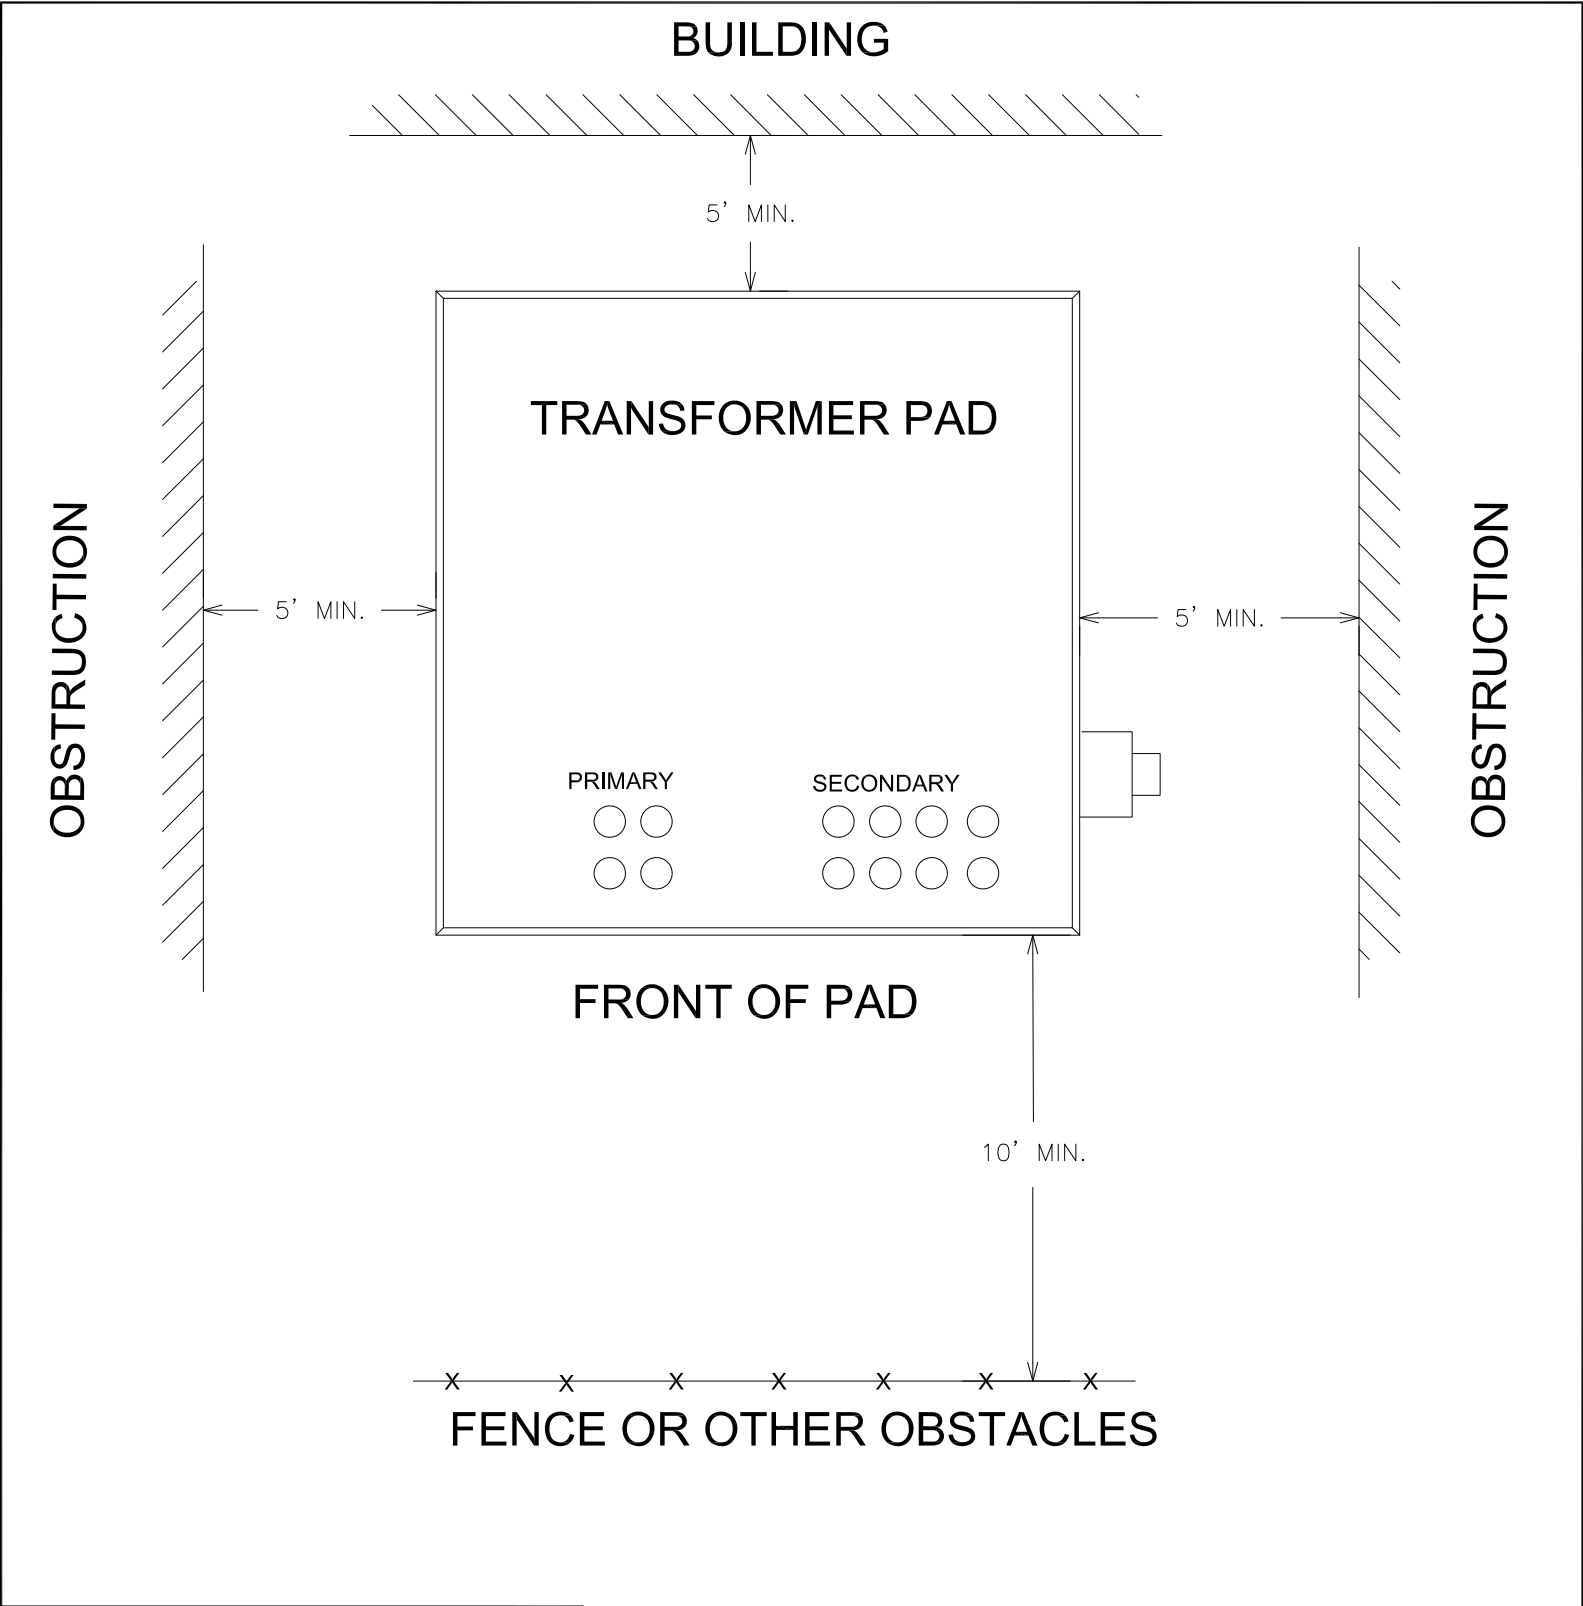 BUILDING
5' MIN.
TRANSFORMER PAD
OBSTRUCTION
OBSTRUCTION
5' MIN.
5' MIN.
PRIMARY
SECONDARY
FRONT OF PAD
10' MIN.
X X X X X X X
FENCE OR OTHER OBSTACLES